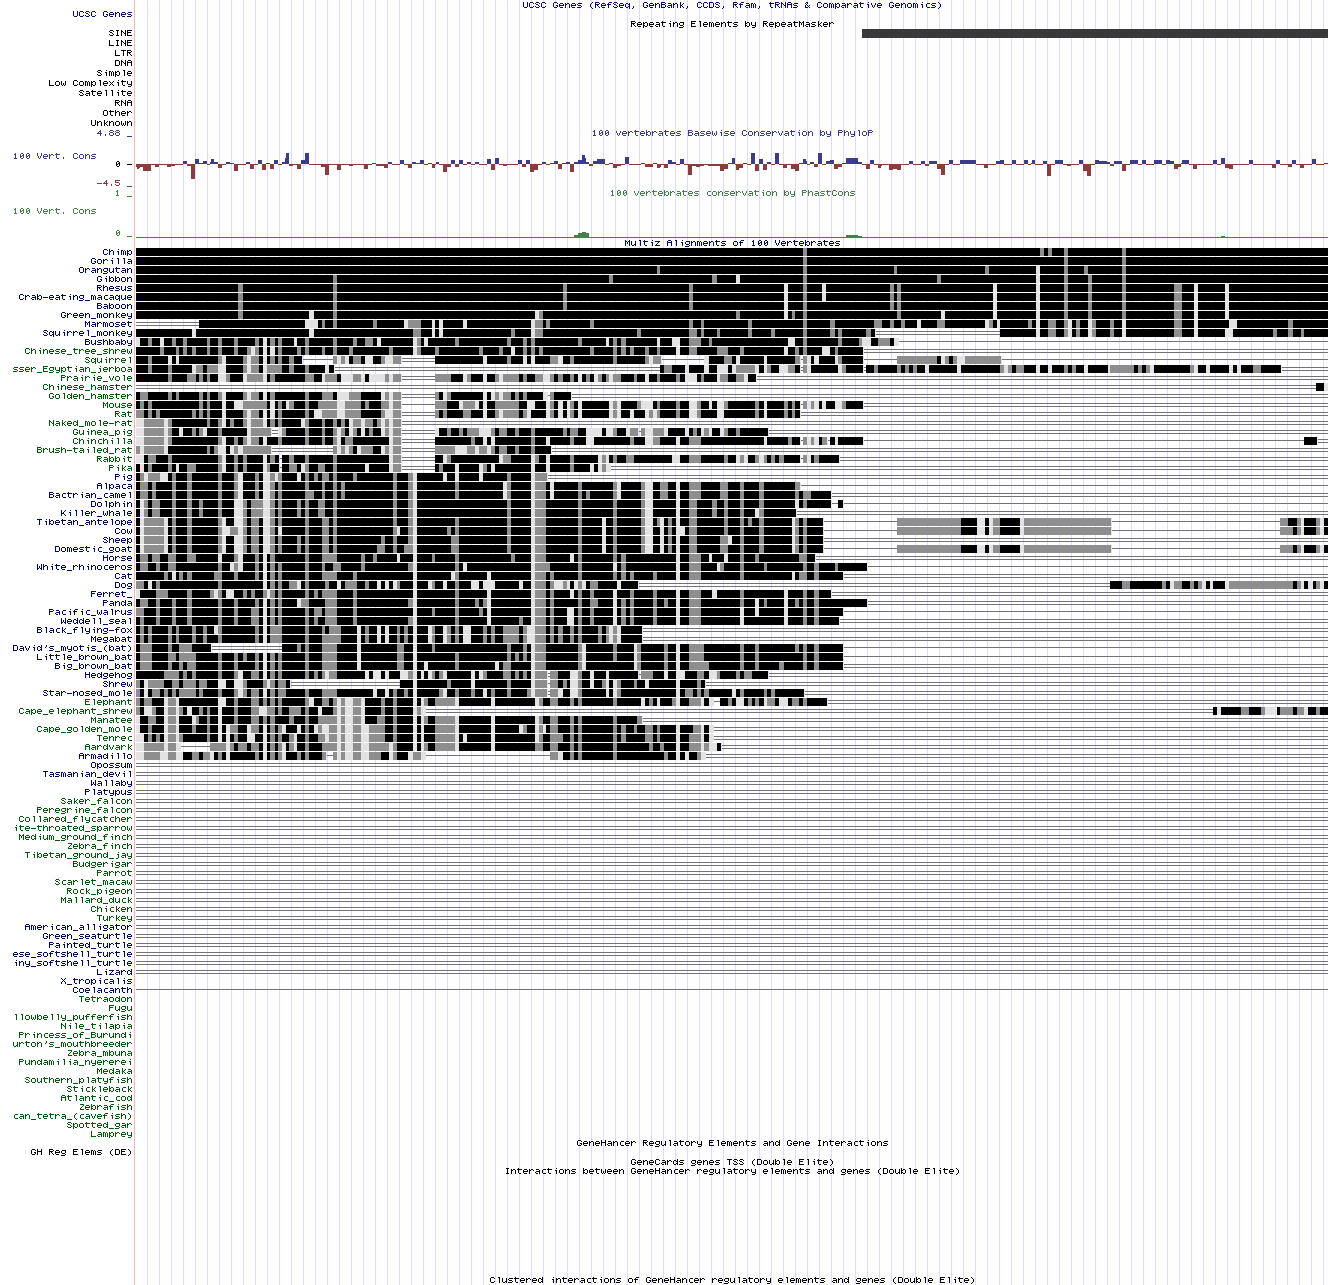 UCSC Genes (RefSeq, GenBank, CCDS, Rfam, tRNAs & Comparative Genomics)
UCSC Genes
Repeating Elements by RepeatMasker
SINE
LINE
LTR
DNA
Simple
Low Complexity
Satellite
RNA
Other
Unknown
100 vertebrates Basewise Conservation by PhyloP
4.88 _
100 Vert. Cons
0 -
-4.5 _
100 vertebrates conservation by PhastCons
1 _
100 Vert. Cons
0 _
Multiz Alignments of 100 Vertebrates
Chimp
Gorilla
Orangutan
Gibbon
Rhesus
Crab-eating_macaque
Baboon
Green_monkey
Marmoset
Squirrel_monkey
Bushbaby
Chinese_tree_shrew
Squirrel
sser_Egyptian_jerboa
Prairie_vole
Chinese_hamster
Golden_hamster
Mouse
Rat
Naked_mole-rat
Guinea_pig
Chinchilla
Brush-tailed_rat
Rabbit
Pika
Pig
Alpaca
Bactrian_camel
Dolphin
Killer_whale
Tibetan_antelope
Cow
Sheep
Domestic_goat
Horse
White_rhinoceros
Cat
Dog
Ferret_
Panda
Pacific_walrus
Weddell_seal
Black_flying-fox
Megabat
David's_myotis_(bat)
Little_brown_bat
Big_brown_bat
Hedgehog
Shrew
Star-nosed_mole
Elephant
Cape_elephant_shrew
Manatee
Cape_golden_mole
Tenrec
Aardvark
Armadillo
Opossum
Tasmanian_devil
Wallaby
Platypus
Saker_falcon
Peregrine_falcon
Collared_flycatcher
ite-throated_sparrow
Medium_ground_finch
Zebra_finch
Tibetan_ground_jay
Budgerigar
Parrot
Scarlet_macaw
Rock_pigeon
Mallard_duck
Chicken
Turkey
American_alligator
Green_seaturtle
Painted_turtle
ese_softshell_turtle
iny_softshell_turtle
Lizard
X_tropicalis
Coelacanth
Tetraodon
Fugu
llowbelly_pufferfish
Nile_tilapia
Princess_of_Burundi
urton's_mouthbreeder
Zebra_mbuna
Pundamilia_nyererei
Medaka
Southern_platyfish
Stickleback
Atlantic_cod
Zebrafish
can_tetra_(cavefish)
Spotted_gar
Lamprey
GeneHancer Regulatory Elements and Gene Interactions
GH Reg Elems (DE)
GeneCards genes TSS (Double Elite)
Interactions between GeneHancer regulatory elements and genes (Double Elite)
Clustered interactions of GeneHancer regulatory elements and genes (Double Elite)